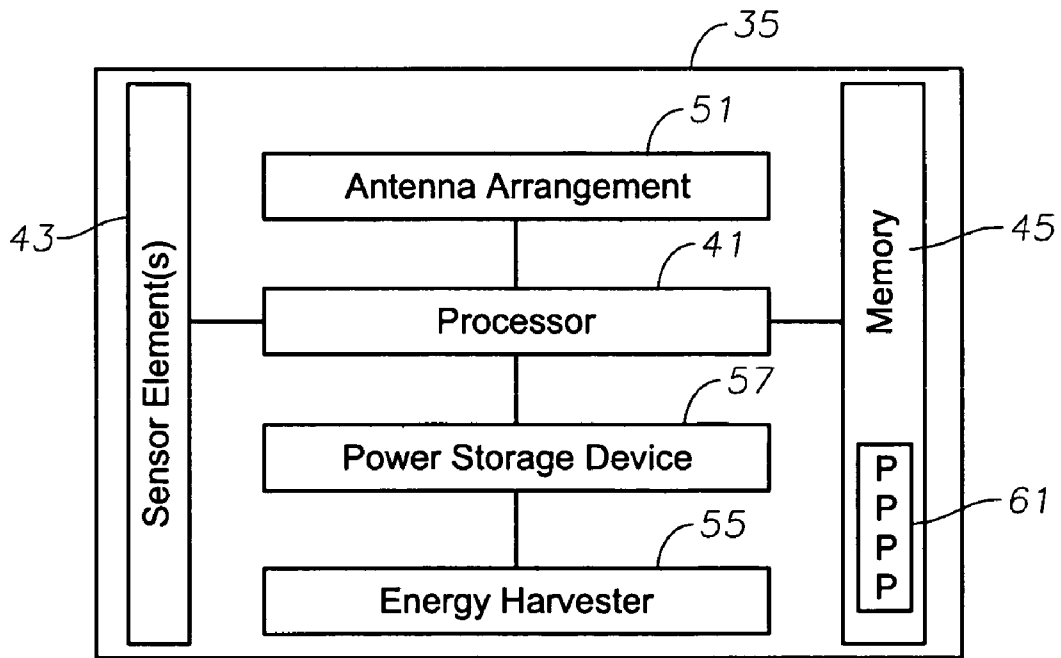 35
51
Antenna Arrangement
43
Sensor Element(s)
41
Processor
45
Memory
57
Power Storage Device
55
Energy Harvester
P
P
P
P
61